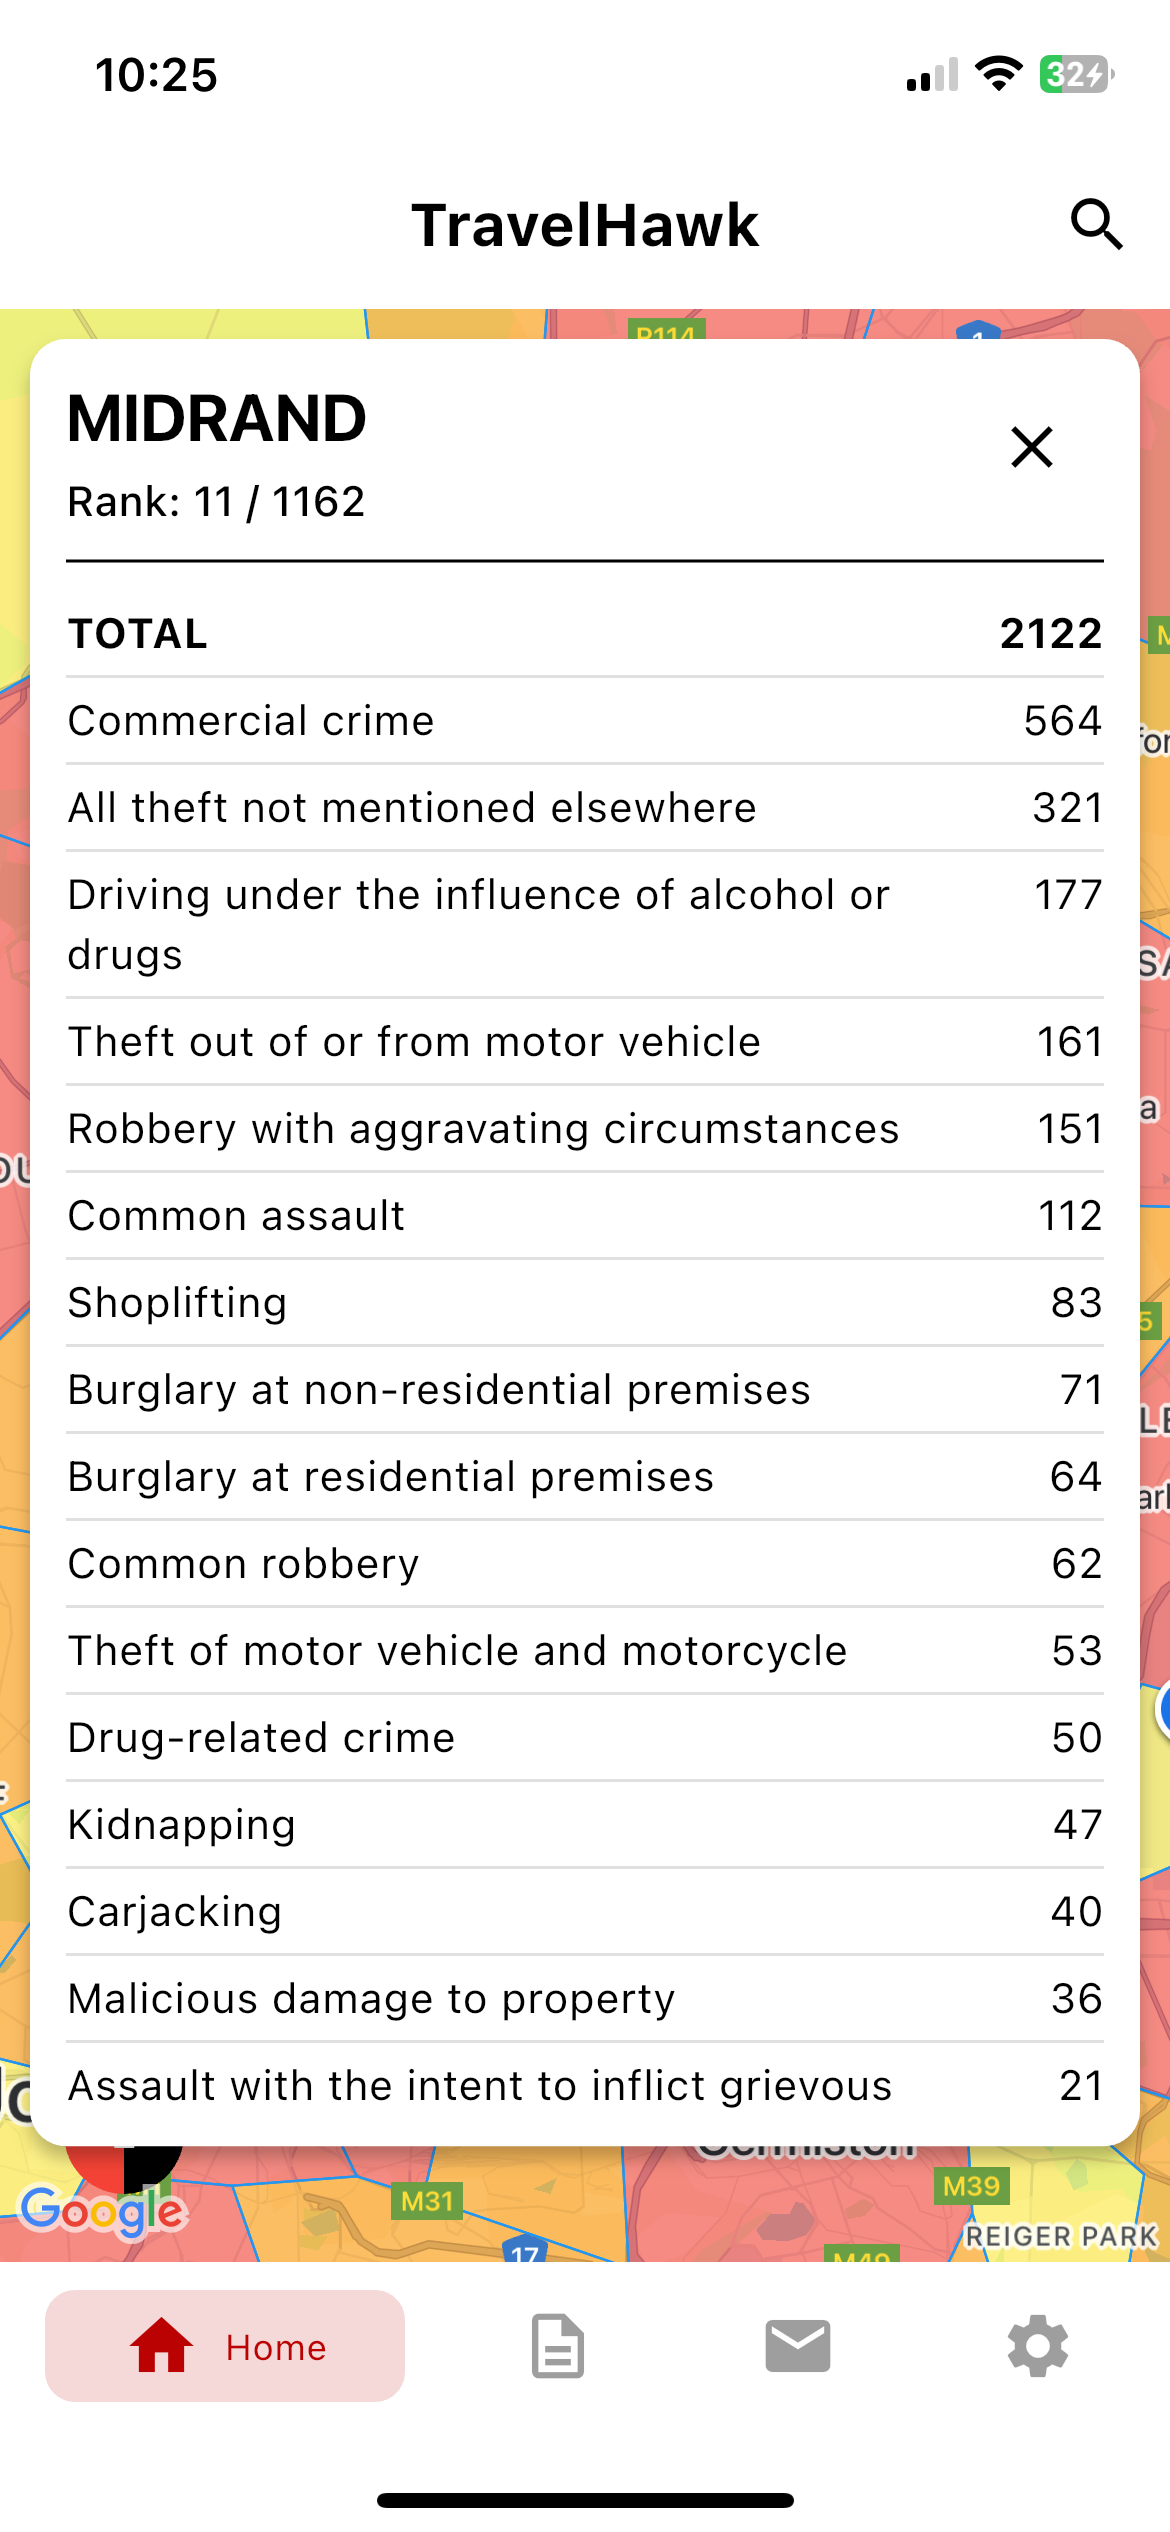 10:25
32
TravelHawk
MIDRAND
Rank: 11 / 1162
TOTAL 2122
Commercial crime 564
All theft not mentioned elsewhere 321
Driving under the influence of alcohol or 177
drugs
Theft out of or from motor vehicle 161
Robbery with aggravating circumstances 151
Common assault 112
Shoplifting 83
Burglary at non-residential premises 71
Burglary at residential premises 64
Common robbery 62
Theft of motor vehicle and motorcycle 53
Drug-related crime 50
Kidnapping 47
Carjacking 40
Malicious damage to property 36
Assault with the intent to inflict grievous 21
M39
M31
Google
REIGER PARK
17
Home